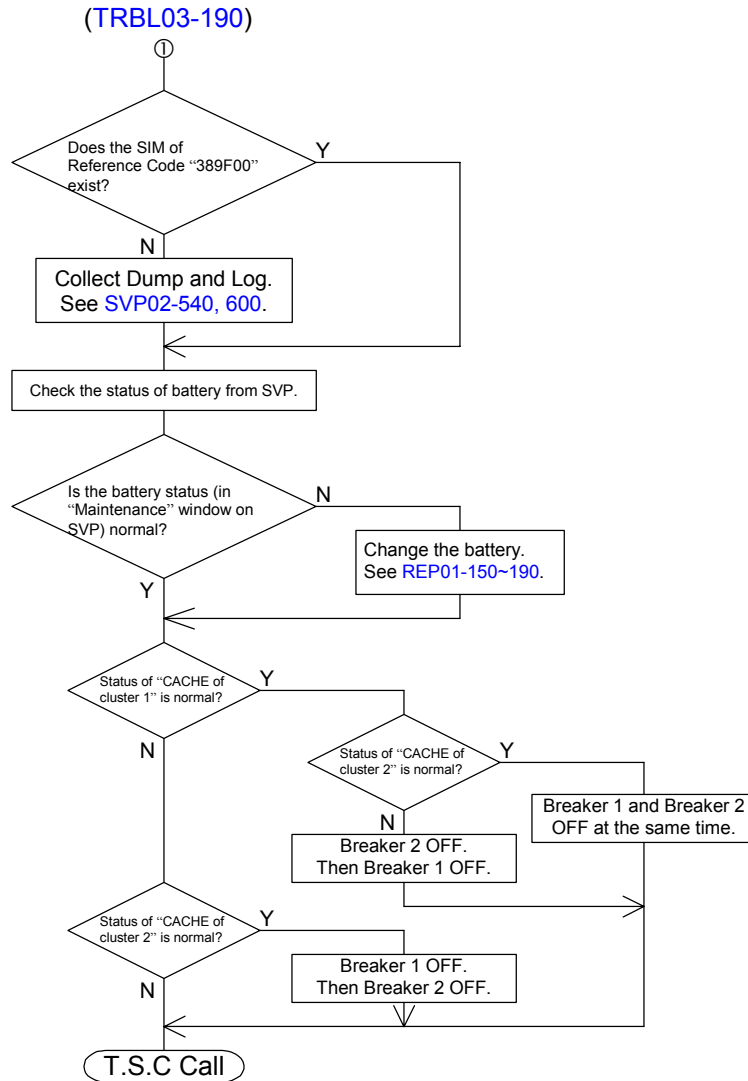 (TRBL03-190)
①
Does the SIM of
Reference Code “389F00”
exist?
Y
N
Collect Dump and Log.
See SVP02-540, 600.
Check the status of battery from SVP.
Is the battery status (in
“Maintenance” window on
SVP) normal?
N
Change the battery.
See REP01-150~190.
Y
Status of “CACHE of
cluster 1” is normal?
Y
N
Status of “CACHE of
cluster 2” is normal?
Y
Breaker 1 and Breaker 2
OFF at the same time.
N
Breaker 2 OFF.
Then Breaker 1 OFF.
Status of “CACHE of
cluster 2” is normal?
Y
Breaker 1 OFF.
Then Breaker 2 OFF.
N
T.S.C Call